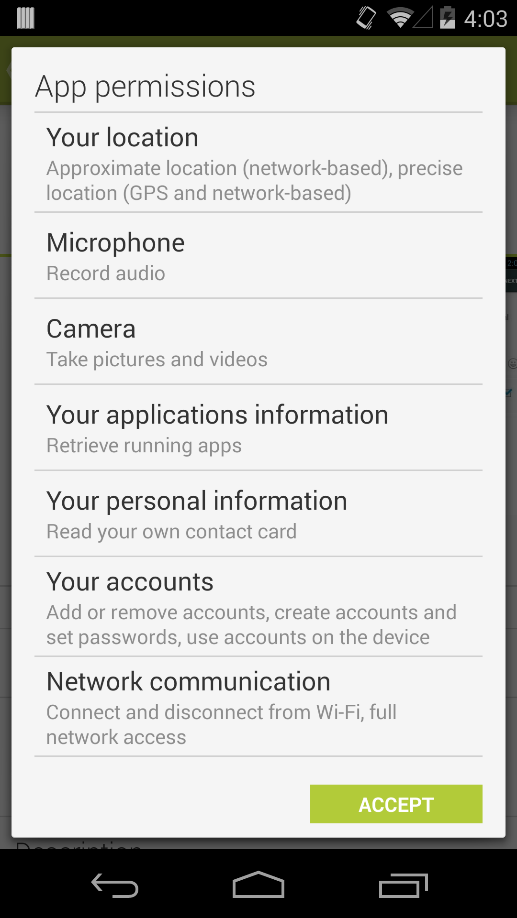 4:03
App permissions
Your location
Approximate location (network-based), precise
location (GPS and network-based)
Microphone
Record audio
Camera
Take pictures and videos
Your applications information
Retrieve running apps
Your personal information
Read your own contact card
Your accounts
Add or remove accounts, create accounts and
set passwords, use accounts on the device
Network communication
Connect and disconnect from Wi-Fi, full
network access
ACCEPT
Description